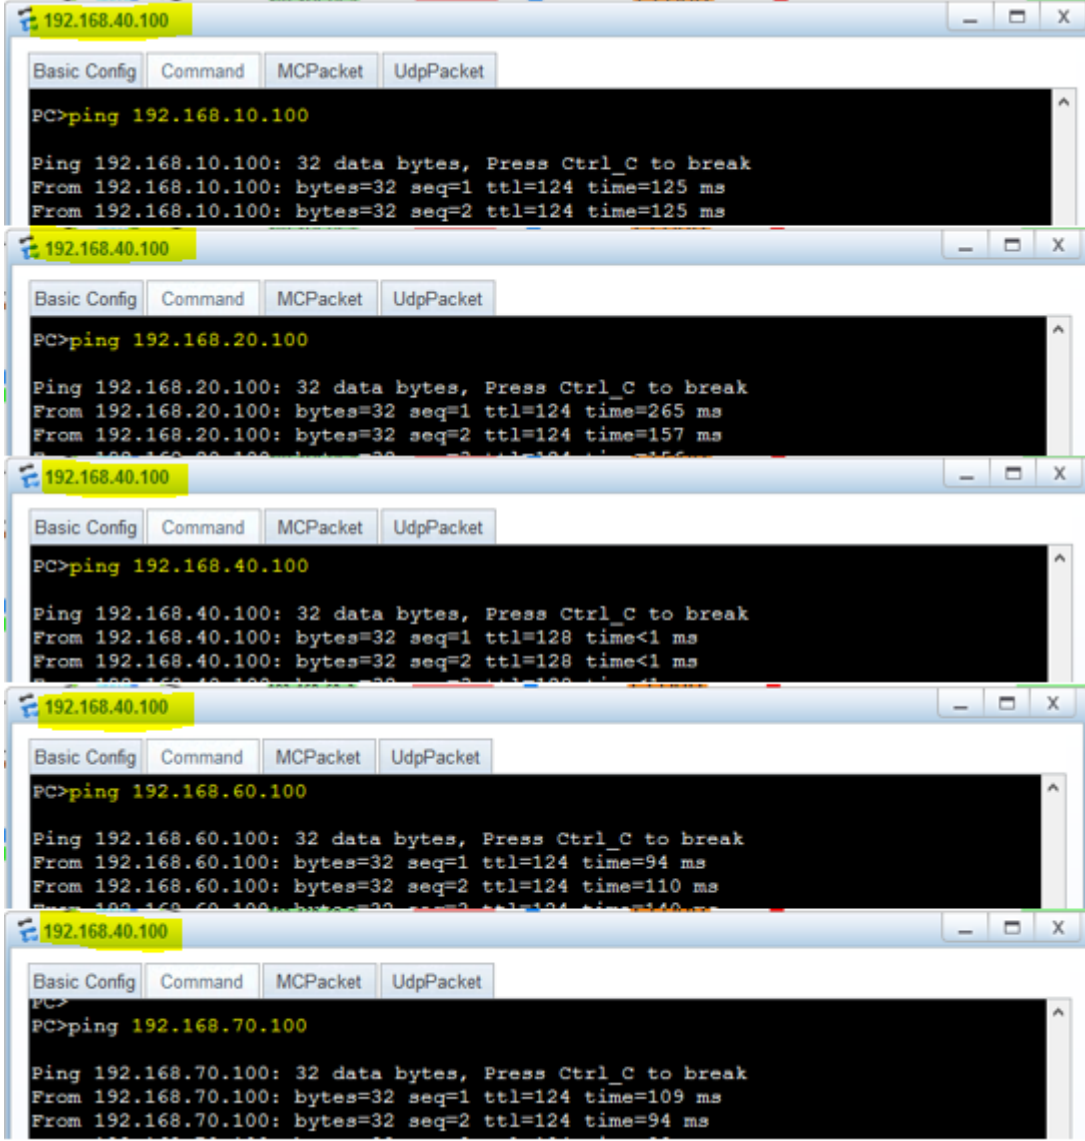 192.168.40.100
Basic Config Command MCPacket UdpPacket
PC>ping 192.168.10.100
Ping 192.168.10.100: 32 data bytes, Press Ctrl_C to break
From 192.168.10.100: bytes=32 seq=1 ttl=124 time=125 ms
From 192.168.10.100: bytes=32 seq=2 ttl=124 time=125 ms
192.168.40.100
Basic Config Command MCPacket UdpPacket
PC>ping 192.168.20.100
Ping 192.168.20.100: 32 data bytes, Press Ctrl_C to break
From 192.168.20.100: bytes=32 seq=1 ttl=124 time=265 ms
From 192.168.20.100: bytes=32 seq=2 ttl=124 time=157 ms
192.168.40.100
Basic Config Command MCPacket UdpPacket
PC>ping 192.168.40.100
Ping 192.168.40.100: 32 data bytes, Press Ctrl_C to break
From 192.168.40.100: bytes=32 seq=1 ttl=128 time<1 ms
From 192.168.40.100: bytes=32 seq=2 ttl=128 time<1 ms
192.168.40.100
Basic Config Command MCPacket UdpPacket
PC>ping 192.168.60.100
Ping 192.168.60.100: 32 data bytes, Press Ctrl_C to break
From 192.168.60.100: bytes=32 seq=1 ttl=124 time=94 ms
From 192.168.60.100: bytes=32 seq=2 ttl=124 time=110 ms
192.168.40.100
Basic Config Command MCPacket UdpPacket
PC>
PC>ping 192.168.70.100
Ping 192.168.70.100: 32 data bytes, Press Ctrl_C to break
From 192.168.70.100: bytes=32 seq=1 ttl=124 time=109 ms
From 192.168.70.100: bytes=32 seq=2 ttl=124 time=94 ms